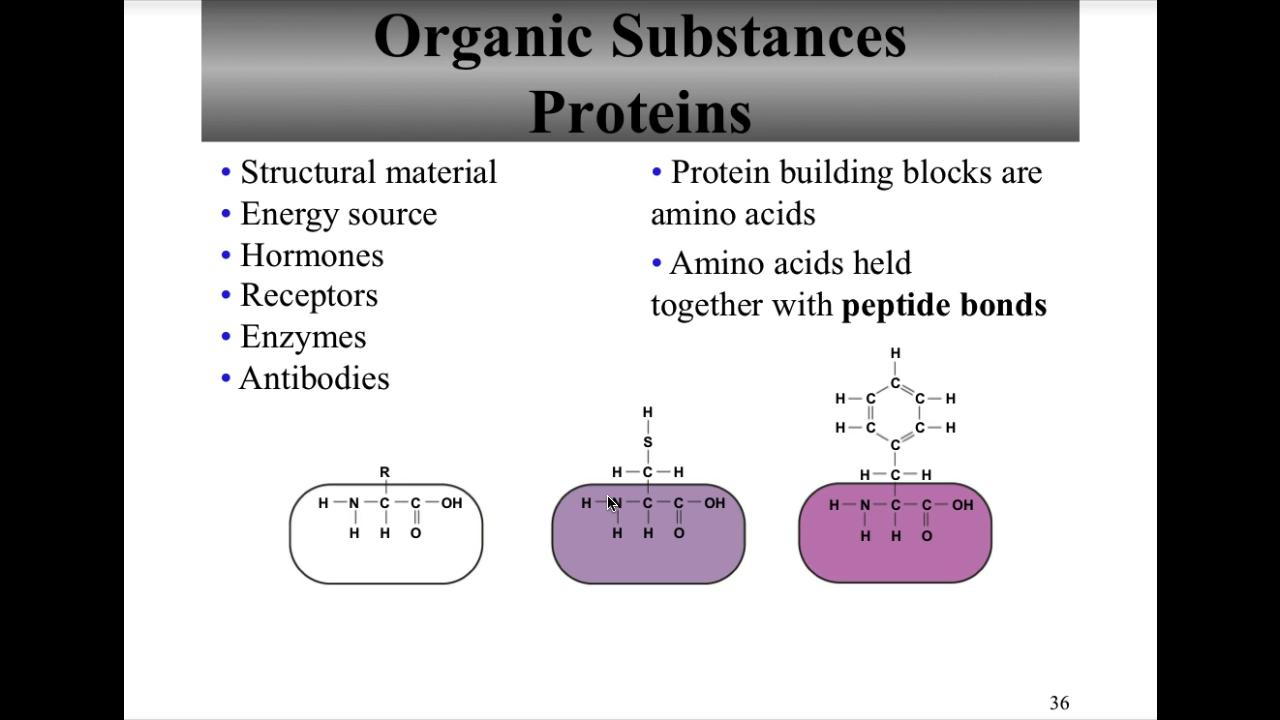 Organic Substances
Proteins
• Structural material
• Energy source
• Hormones
• Receptors
• Enzymes
• Antibodies
• Protein building blocks are
amino acids
• Amino acids held
together with peptide bonds
R
H—N—C—C—OH
H H O
H
S
H—C—H
H—N—C—C—OH
H H O
H
C
H—C C—H
H—C C—H
C
H—C—H
H—N—C—C—OH
H H O
36